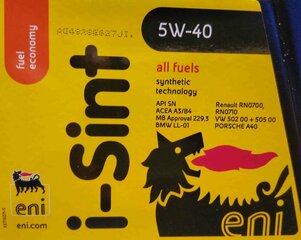 fuel
economy
i-Sint
5W-40
all fuels
synthetic
technology
API SN
ACEA A3/B4
MB Approval 229.3
BMW LL-01
Renault RN0700,
RN0710
VW 502 00 + 505 00
PORSCHE A40
eni
eni.com
eni